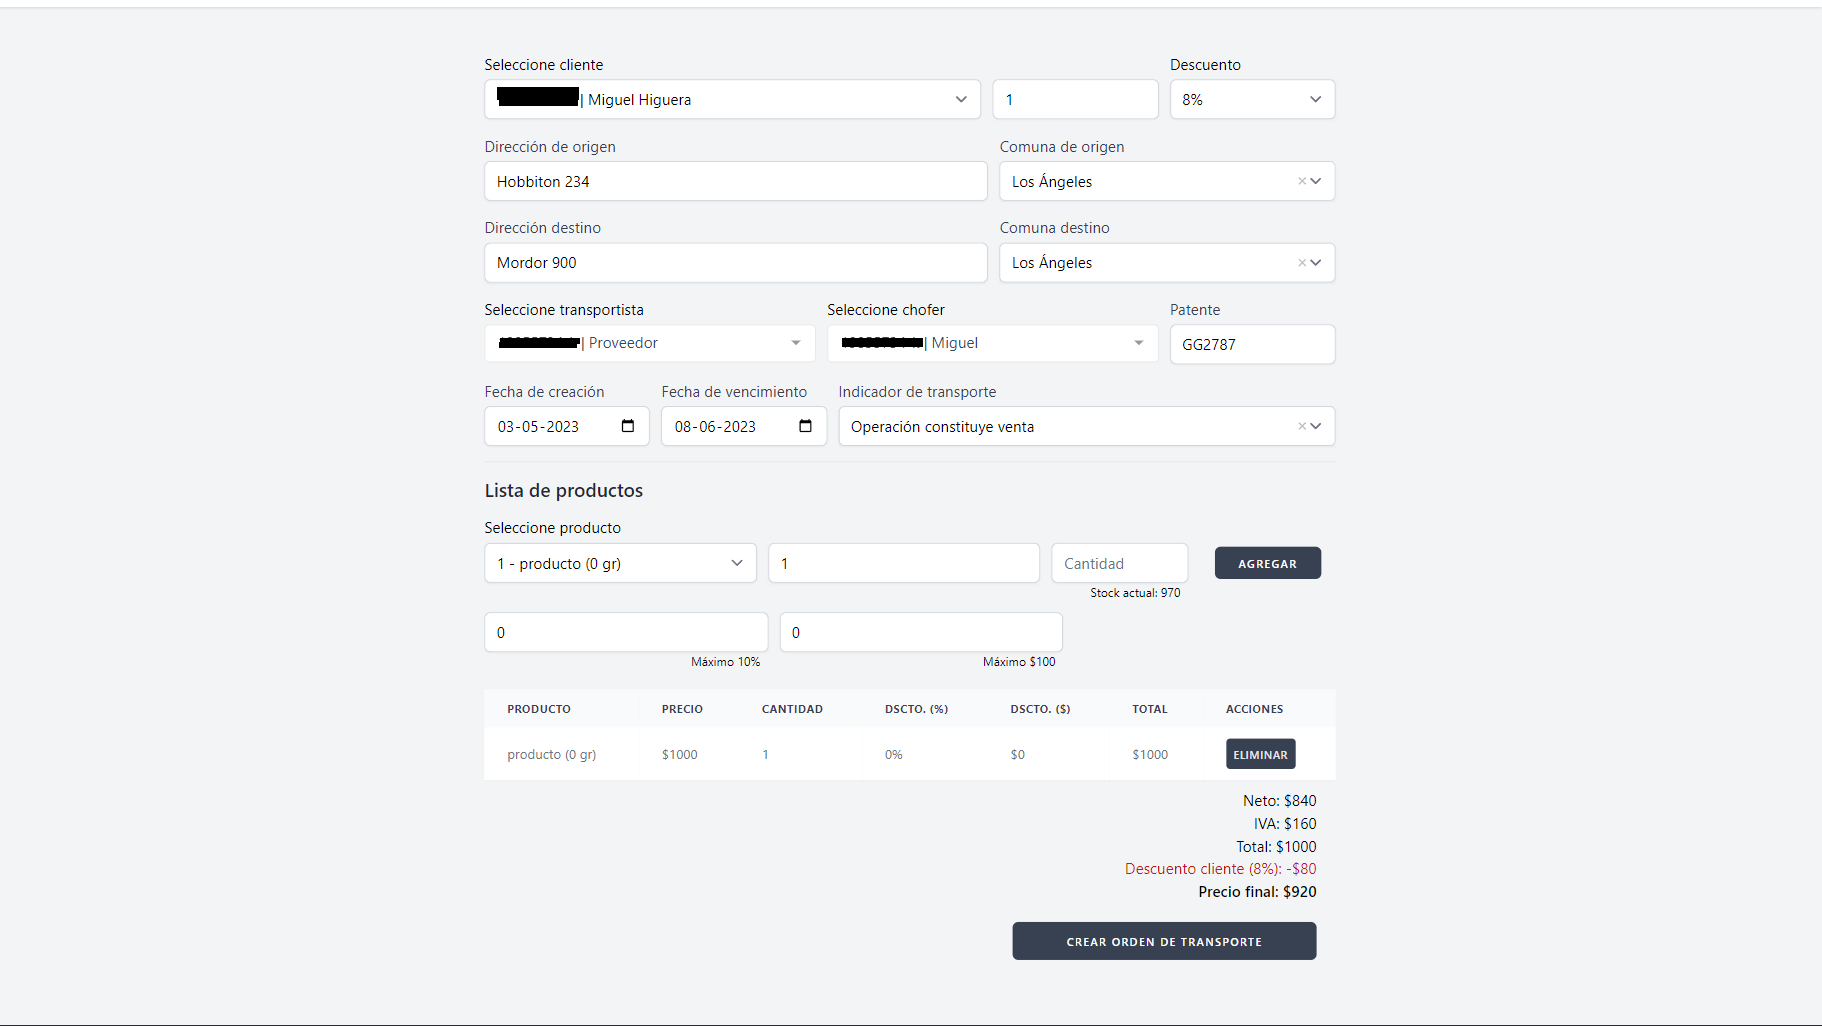 Seleccione cliente
Descuento
| Miguel Higuera
1
8%
Dirección de origen
Comuna de origen
Hobbiton 234
Los Ángeles
Dirección destino
Comuna destino
Mordor 900
Los Ángeles
Seleccione transportista
Seleccione chofer
Patente
| Proveedor
| Miguel
GG2787
Fecha de creación
Fecha de vencimiento
Indicador de transporte
03-05-2023
08-06-2023
Operación constituye venta
Lista de productos
Seleccione producto
1 - producto (0 gr)
1
Cantidad
AGREGAR
Stock actual: 970
0
0
Máximo 10%
Máximo $100
PRODUCTO PRECIO CANTIDAD DSCTO. (%) DSCTO. ($) TOTAL ACCIONES
producto (0 gr) $1000 1 0% $0 $1000 ELIMINAR
Neto: $840
IVA: $160
Total: $1000
Descuento cliente (8%): -$80
Precio final: $920
CREAR ORDEN DE TRANSPORTE